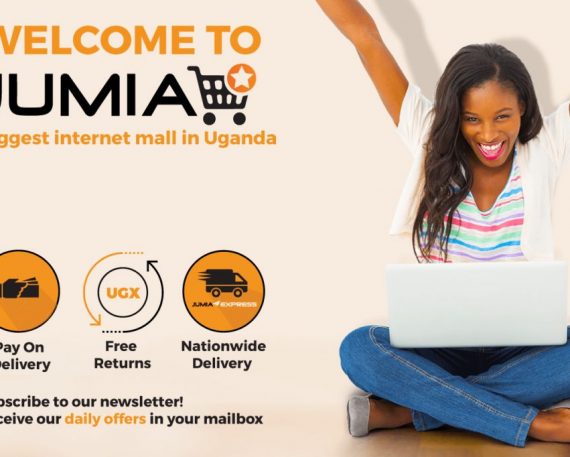 WELCOME TO
JUMIA
ggest internet mall in Uganda
UGX
JUMIA EXPRESS
Pay On
Delivery
Free
Returns
Nationwide
Delivery
bscribe to our newsletter!
ceive our daily offers in your mailbox